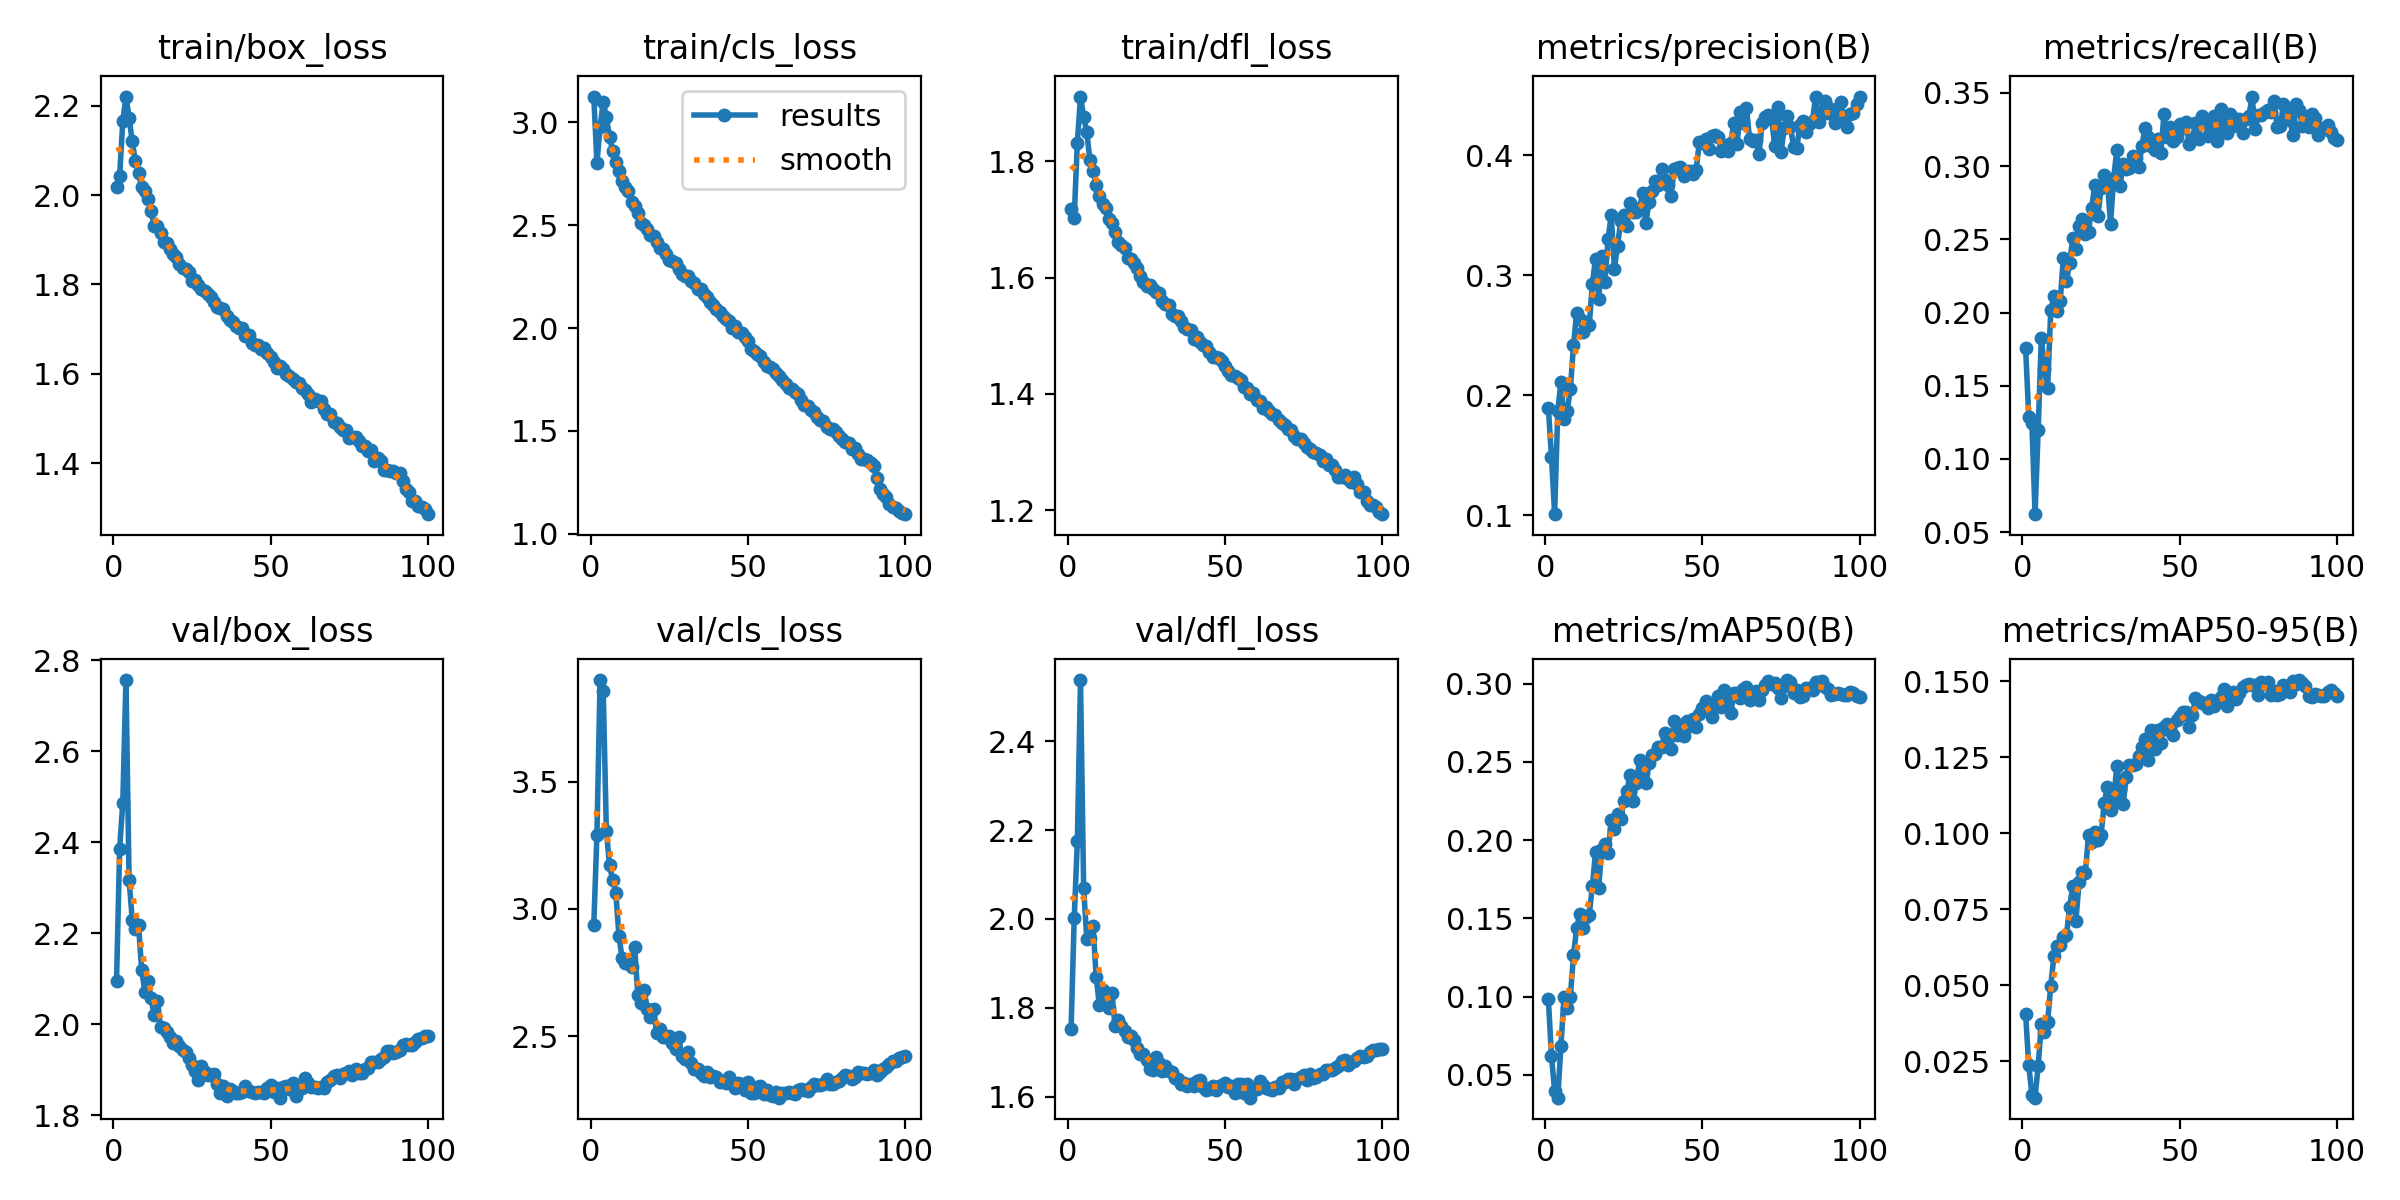 train/box_loss
2.2
2.0
1.8
1.6
1.4
0 50 100
train/cls_loss
results
smooth
3.0
2.5
2.0
1.5
1.0
0 50 100
train/dfl_loss
1.8
1.6
1.4
1.2
0 50 100
metrics/precision(B)
0.4
0.3
0.2
0.1
0 50 100
metrics/recall(B)
0.35
0.30
0.25
0.20
0.15
0.10
0.05
0 50 100
val/box_loss
2.8
2.6
2.4
2.2
2.0
1.8
0 50 100
val/cls_loss
3.5
3.0
2.5
0 50 100
val/dfl_loss
2.4
2.2
2.0
1.8
1.6
0 50 100
metrics/mAP50(B)
0.30
0.25
0.20
0.15
0.10
0.05
0 50 100
metrics/mAP50-95(B)
0.150
0.125
0.100
0.075
0.050
0.025
0 50 100